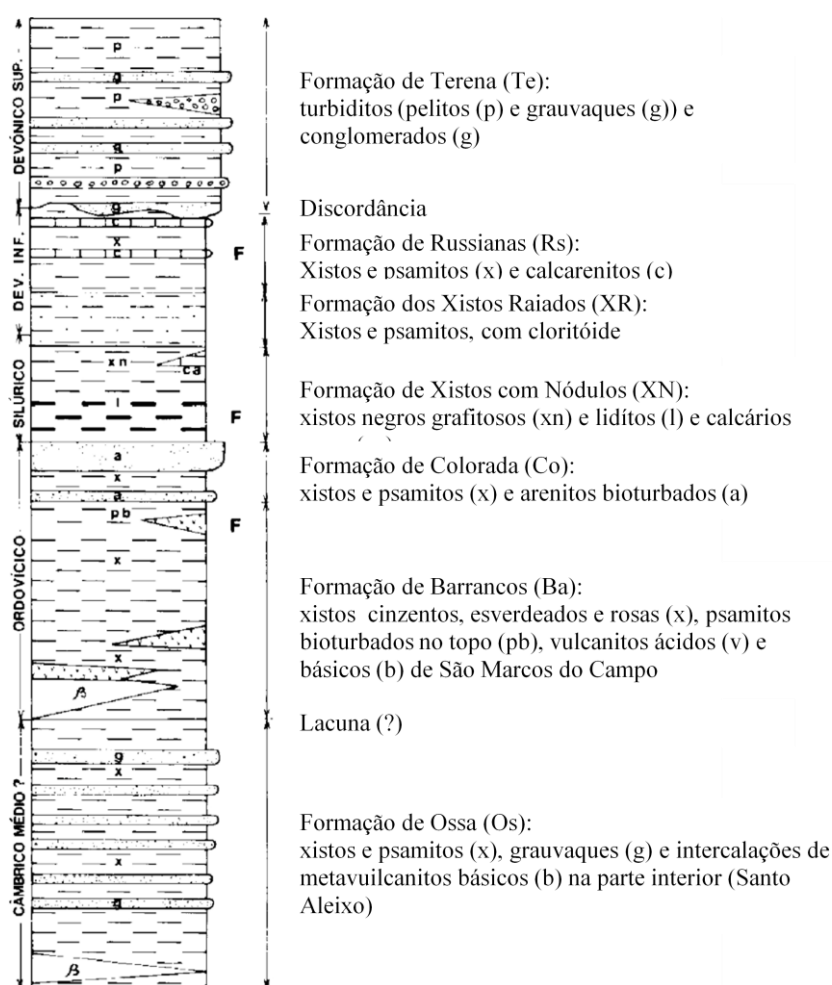 DEVÓNICO SUP.
DEV. INF.
SILÚRICO
ORDOVÍCICO
CÂMBRICO MÉDIO ?
p
g
p
g
p
g
c
x
c
F
xn
ca
l
F
a
x
a
pb
F
x
x
β
g
x
x
g
β
Formação de Terena (Te):
turbiditos (pelitos (p) e grauvaques (g)) e
conglomerados (g)
Discordância
Formação de Russianas (Rs):
Xistos e psamitos (x) e calcarenitos (c)
Formação dos Xistos Raiados (XR):
Xistos e psamitos, com cloritóide
Formação de Xistos com Nódulos (XN):
xistos negros grafitosos (xn) e lidítos (l) e calcários
Formação de Colorada (Co):
xistos e psamitos (x) e arenitos bioturbados (a)
Formação de Barrancos (Ba):
xistos cinzentos, esverdeados e rosas (x), psamitos
bioturbados no topo (pb), vulcanitos ácidos (v) e
básicos (b) de São Marcos do Campo
Lacuna (?)
Formação de Ossa (Os):
xistos e psamitos (x), grauvaques (g) e intercalações de
metavuilcanitos básicos (b) na parte interior (Santo
Aleixo)